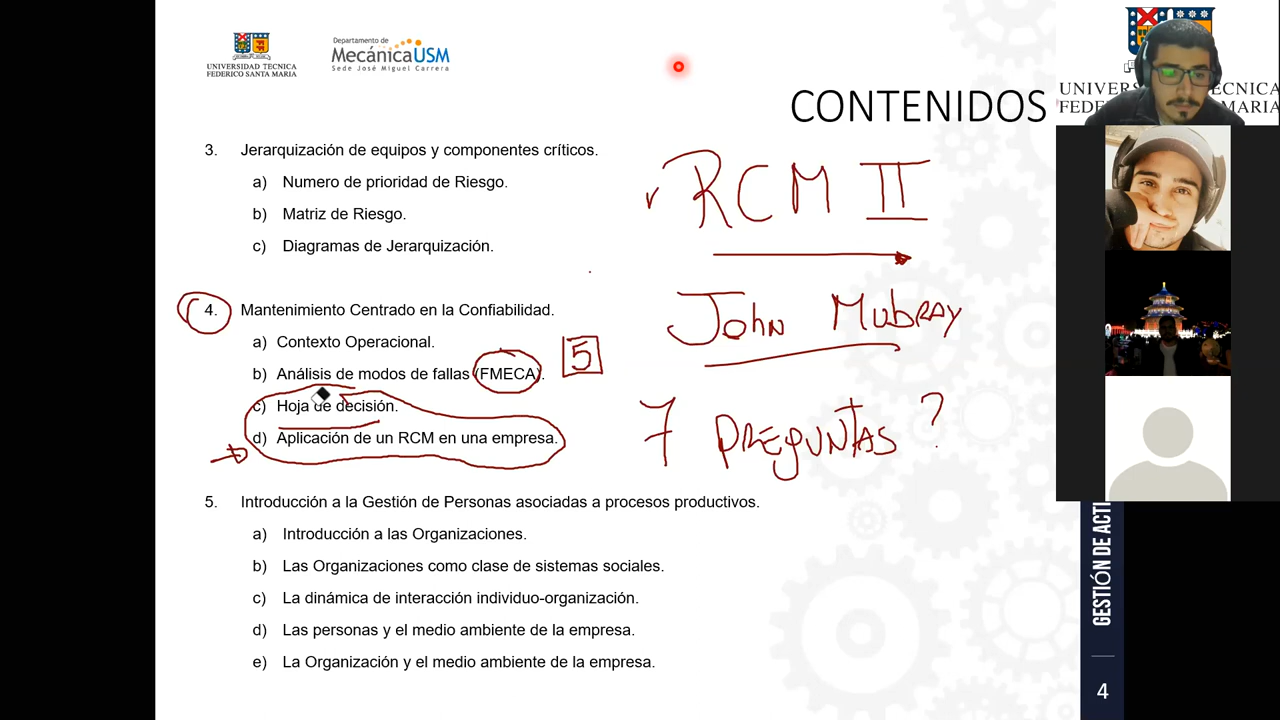 UNIVERSIDAD TÉCNICA
FEDERICO SANTA MARIA
Departamento de
MecánicaUSM
Sede José Miguel Carrera
CONTENIDOS
3. Jerarquización de equipos y componentes críticos.
a) Numero de prioridad de Riesgo.
b) Matriz de Riesgo.
c) Diagramas de Jerarquización.
4. Mantenimiento Centrado en la Confiabilidad.
a) Contexto Operacional.
b) Análisis de modos de fallas (FMECA).
c) Hoja de decisión.
d) Aplicación de un RCM en una empresa.
5. Introducción a la Gestión de Personas asociadas a procesos productivos.
a) Introducción a las Organizaciones.
b) Las Organizaciones como clase de sistemas sociales.
c) La dinámica de interacción individuo-organización.
d) Las personas y el medio ambiente de la empresa.
e) La Organización y el medio ambiente de la empresa.
RCM II
John MubRAY
5
7 PREguNTAS ?
FEDE MARIA
GESTIÓN DE ACTI
4